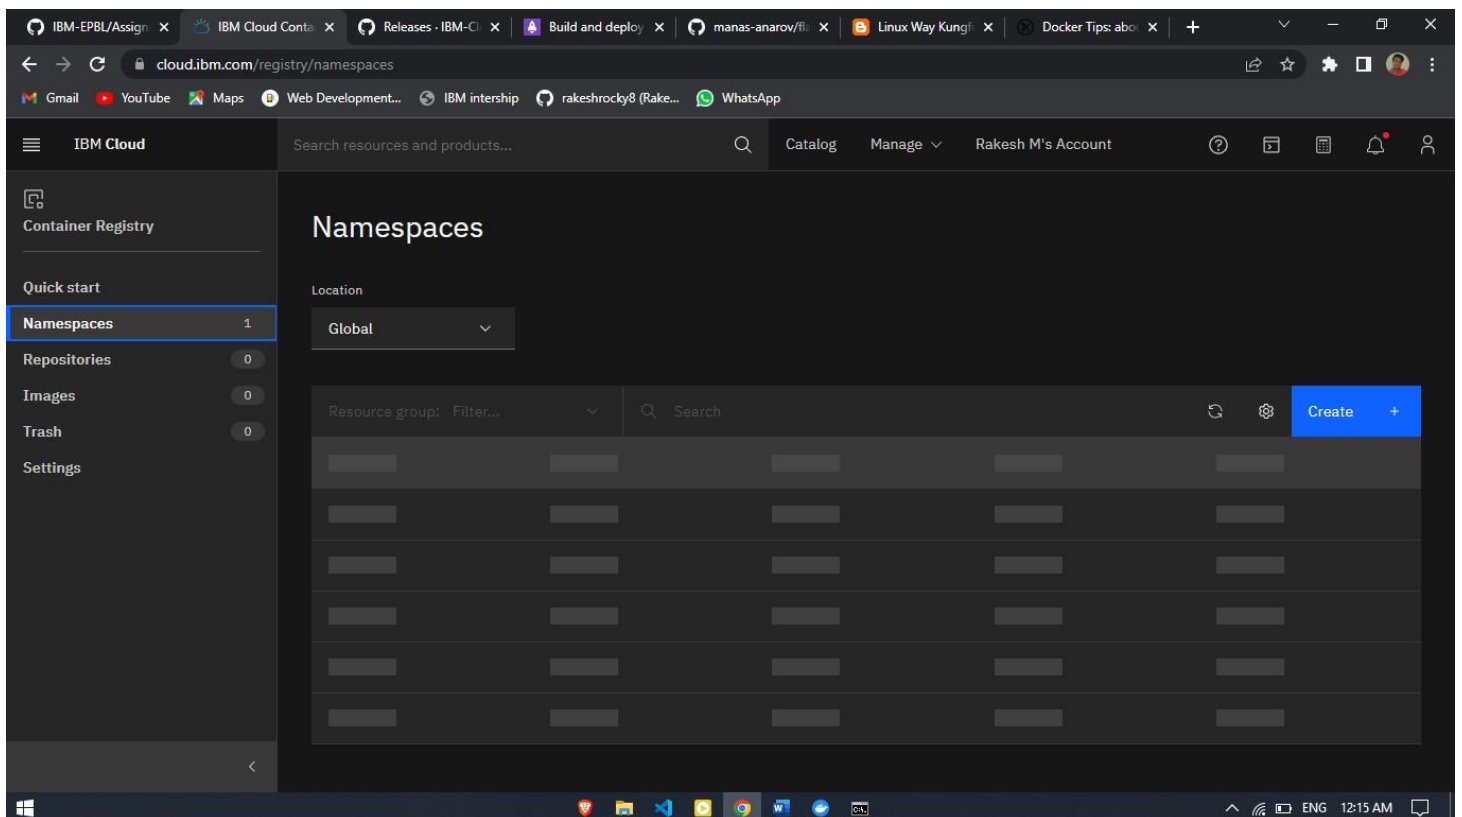 IBM-EPBL/Assign
IBM Cloud Conta
Releases · IBM-Cl
Build and deploy
manas-anarov/fla
Linux Way Kungf
Docker Tips: abo
cloud.ibm.com/registry/namespaces
Gmail
YouTube
Maps
Web Development...
IBM intership
rakeshrocky8 (Rake...
WhatsApp
IBM Cloud
Search resources and products...
Catalog
Manage
Rakesh M's Account
Container Registry
Quick start
Namespaces 1
Repositories 0
Images 0
Trash 0
Settings
Namespaces
Location
Global
Resource group: Filter...
Search
Create +
ENG 12:15 AM